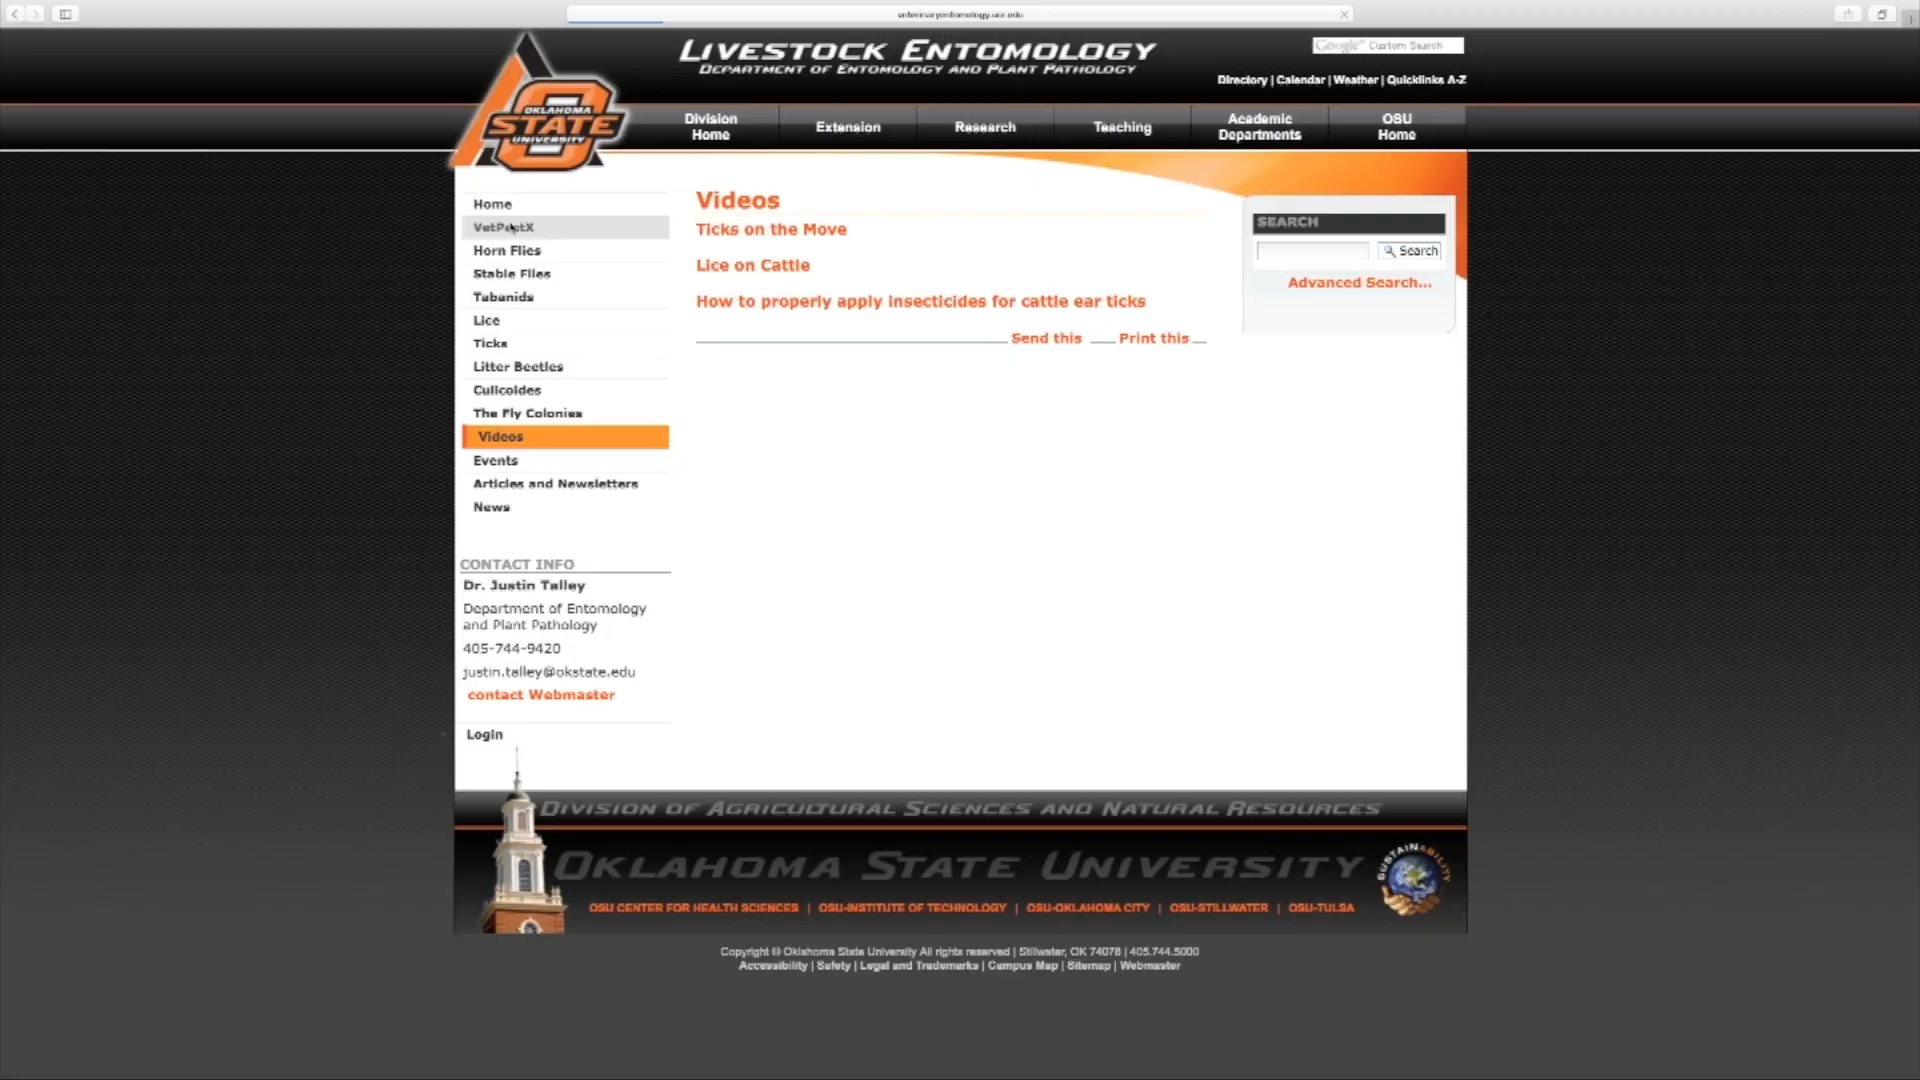 veterinaryentomology.ucr.edu
LIVESTOCK ENTOMOLOGY
DEPARTMENT OF ENTOMOLOGY AND PLANT PATHOLOGY
Google™ Custom Search
Directory | Calendar | Weather | Quicklinks A-Z
OKLAHOMA
STATE
UNIVERSITY
Division Home
Extension
Research
Teaching
Academic Departments
OSU Home
Home
VetPestX
Horn Flies
Stable Flies
Tabanids
Lice
Ticks
Litter Beetles
Culicoides
The Fly Colonies
Videos
Events
Articles and Newsletters
News
CONTACT INFO
Dr. Justin Talley
Department of Entomology
and Plant Pathology
405-744-9420
justin.talley@okstate.edu
contact Webmaster
Login
Videos
Ticks on the Move
Lice on Cattle
How to properly apply insecticides for cattle ear ticks
Send this
Print this
SEARCH
Search
Advanced Search...
DIVISION OF AGRICULTURAL SCIENCES AND NATURAL RESOURCES
OKLAHOMA STATE UNIVERSITY
SUSTAINABILITY
OSU CENTER FOR HEALTH SCIENCES | OSU-INSTITUTE OF TECHNOLOGY | OSU-OKLAHOMA CITY | OSU-STILLWATER | OSU-TULSA
Copyright © Oklahoma State University All rights reserved | Stillwater, OK 74078 | 405.744.5000
Accessibility | Safety | Legal and Trademarks | Campus Map | Sitemap | Webmaster